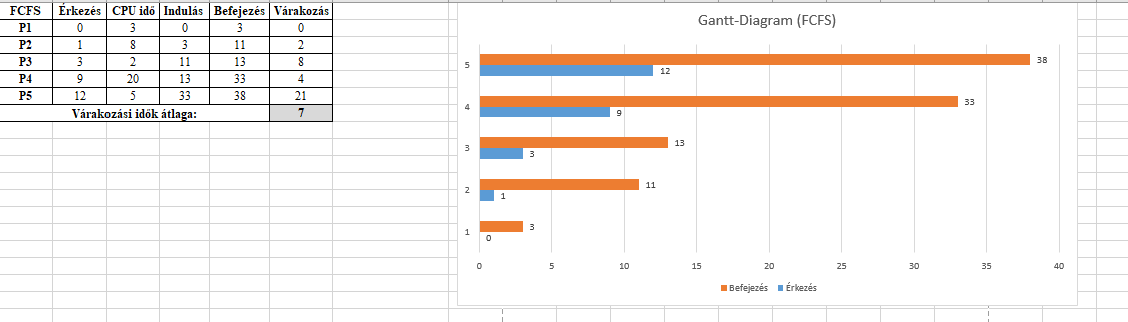 FCFS Érkezés CPU idő Indulás Befejezés Várakozás
P1 0 3 0 3 0
P2 1 8 3 11 2
P3 3 2 11 13 8
P4 9 20 13 33 4
P5 12 5 33 38 21
Várakozási idők átlaga: 7
Gantt-Diagram (FCFS)
5 38
12
4 33
9
3 13
3
2 11
1
1 3
0
0 5 10 15 20 25 30 35 40
Befejezés Érkezés